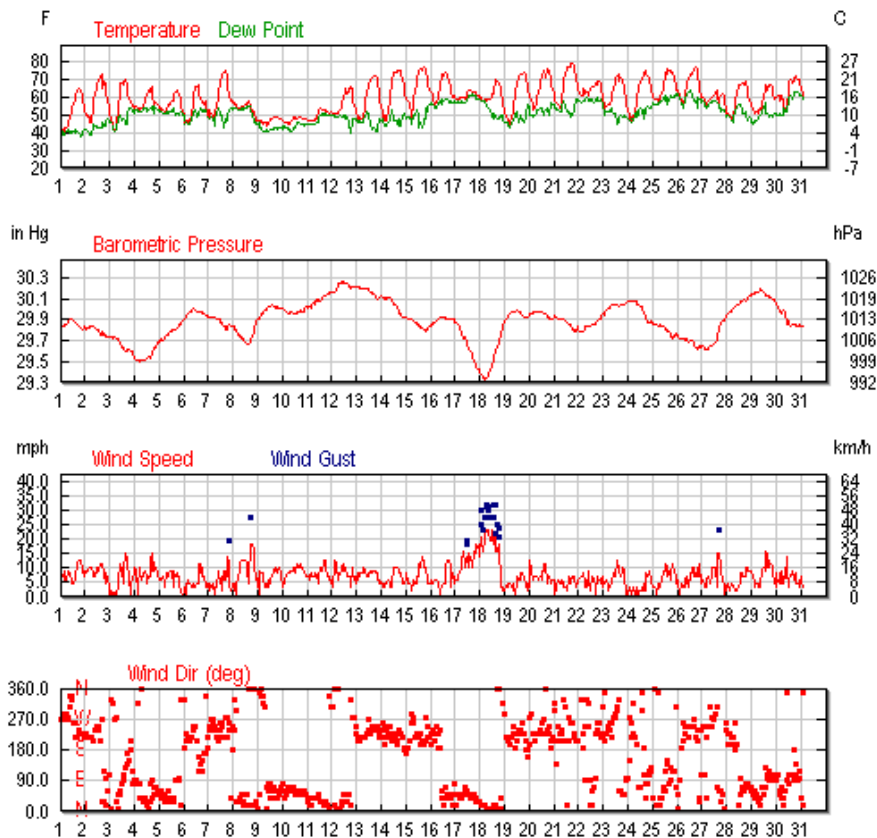 F C
Temperature Dew Point
80 27
70 21
60 16
50 10
40 4
30 -1
20 -7
1 2 3 4 5 6 7 8 9 10 11 12 13 14 15 16 17 18 19 20 21 22 23 24 25 26 27 28 29 30 31
in Hg hPa
Barometric Pressure
30.3 1026
30.1 1019
29.9 1013
29.7 1006
29.5 999
29.3 992
1 2 3 4 5 6 7 8 9 10 11 12 13 14 15 16 17 18 19 20 21 22 23 24 25 26 27 28 29 30 31
mph km/h
Wind Speed Wind Gust
40.0 64
35.0 56
30.0 48
25.0 40
20.0 32
15.0 24
10.0 16
5.0 8
0.0 0
1 2 3 4 5 6 7 8 9 10 11 12 13 14 15 16 17 18 19 20 21 22 23 24 25 26 27 28 29 30 31
Wind Dir (deg)
360.0 N
270.0 W
180.0 S
90.0 E
0.0 N
1 2 3 4 5 6 7 8 9 10 11 12 13 14 15 16 17 18 19 20 21 22 23 24 25 26 27 28 29 30 31